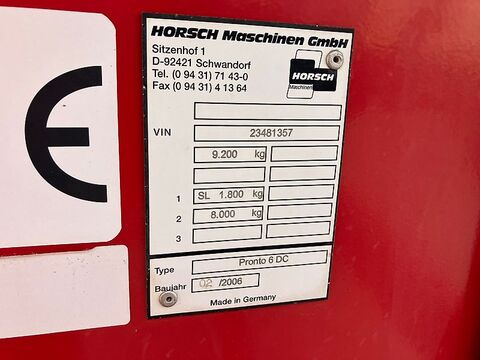 HORSCH Maschinen GmbH
Sitzenhof 1
D-92421 Schwandorf
Tel. (0 94 31) 71 43-0
Fax (0 94 31) 4 13 64
HORSCH
Maschinen
VIN 23481357
9.200 kg
1 SL 1.800 kg
2 8.000 kg
3
Type Pronto 6 DC
Baujahr 02 /2006
Made in Germany
CE